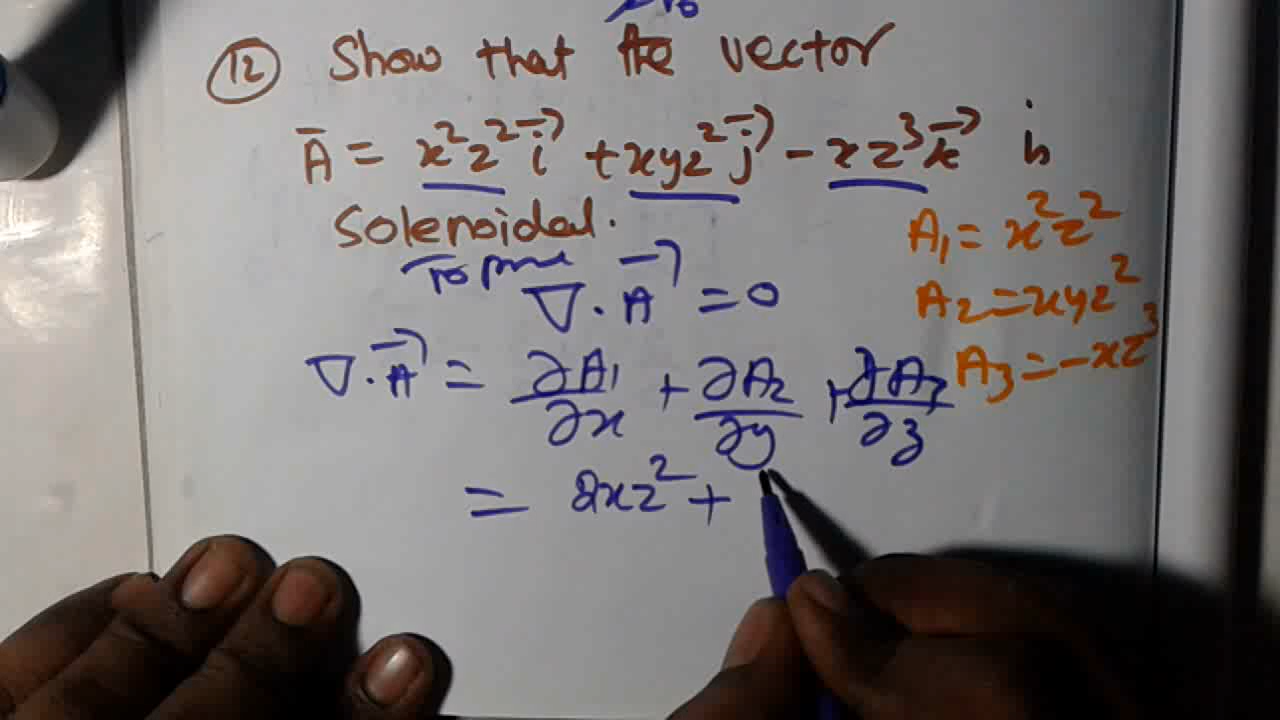 ⑫ Show that the vector
A̅ = x²z² i⃗ + xyz² j⃗ - xz³ k⃗ is
Solenoidal.
A₁ = x²z²
A₂ = xyz²
A₃ = -xz³
To prove
∇ · A⃗ = 0
∇ · A⃗ = ∂A₁/∂x + ∂A₂/∂y + ∂A₃/∂z
= 2xz² +